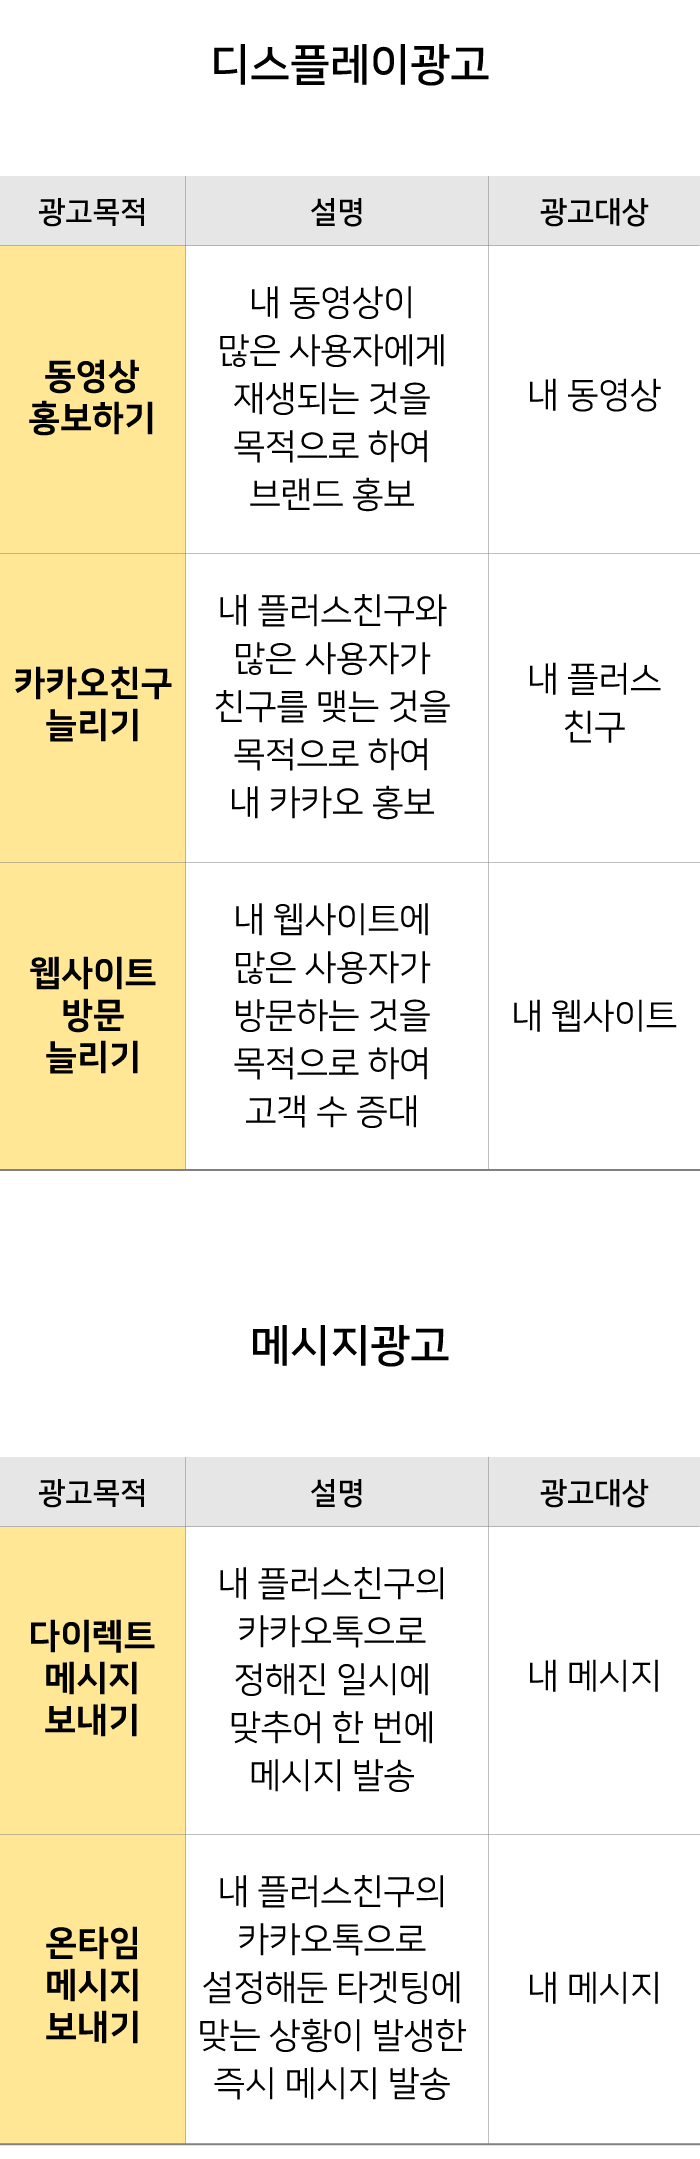 디스플레이광고
광고목적 설명 광고대상
동영상
홍보하기
내 동영상이
많은 사용자에게
재생되는 것을
목적으로 하여
브랜드 홍보
내 동영상
카카오친구
늘리기
내 플러스친구와
많은 사용자가
친구를 맺는 것을
목적으로 하여
내 카카오 홍보
내 플러스
친구
웹사이트
방문
늘리기
내 웹사이트에
많은 사용자가
방문하는 것을
목적으로 하여
고객 수 증대
내 웹사이트
메시지광고
광고목적 설명 광고대상
다이렉트
메시지
보내기
내 플러스친구의
카카오톡으로
정해진 일시에
맞추어 한 번에
메시지 발송
내 메시지
온타임
메시지
보내기
내 플러스친구의
카카오톡으로
설정해둔 타겟팅에
맞는 상황이 발생한
즉시 메시지 발송
내 메시지